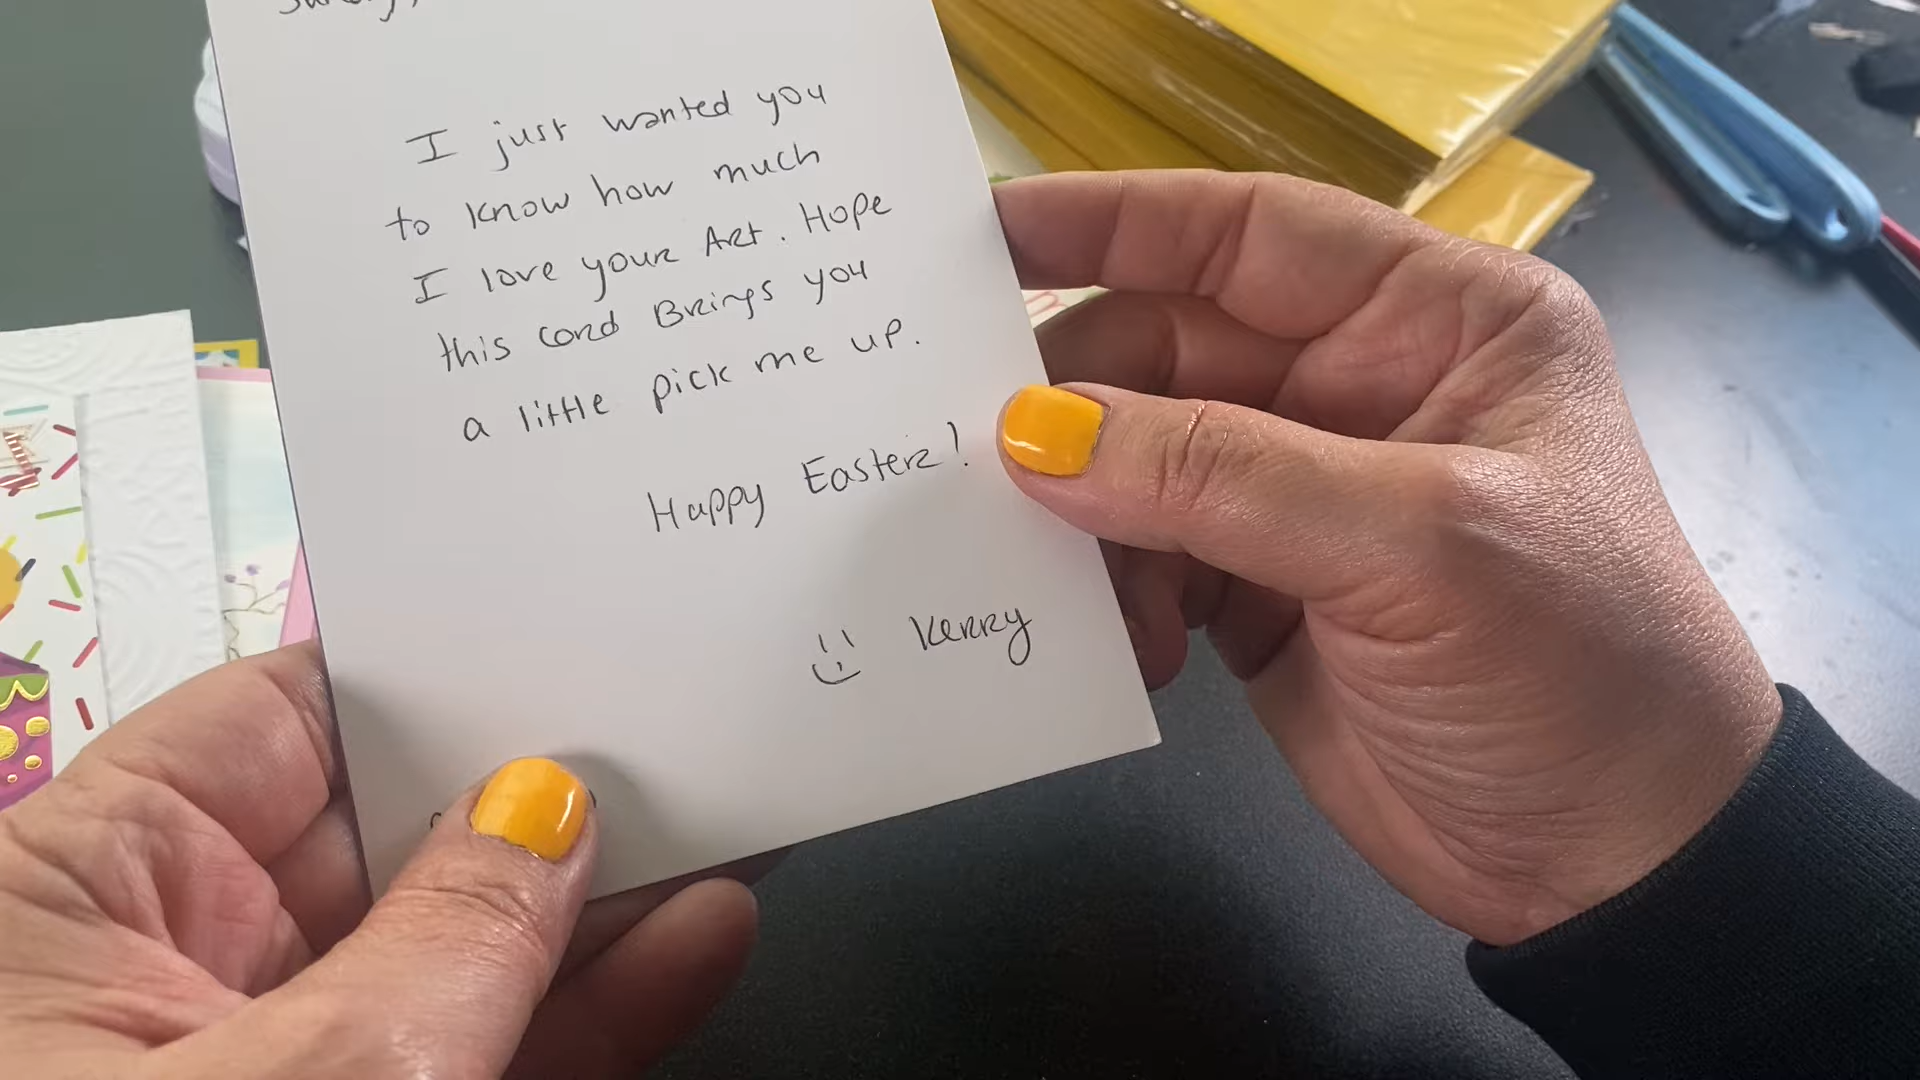 I just wanted you
to know how much
I love your Art. Hope
this card Brings you
a little pick me up.
Happy Easter!
Kerry